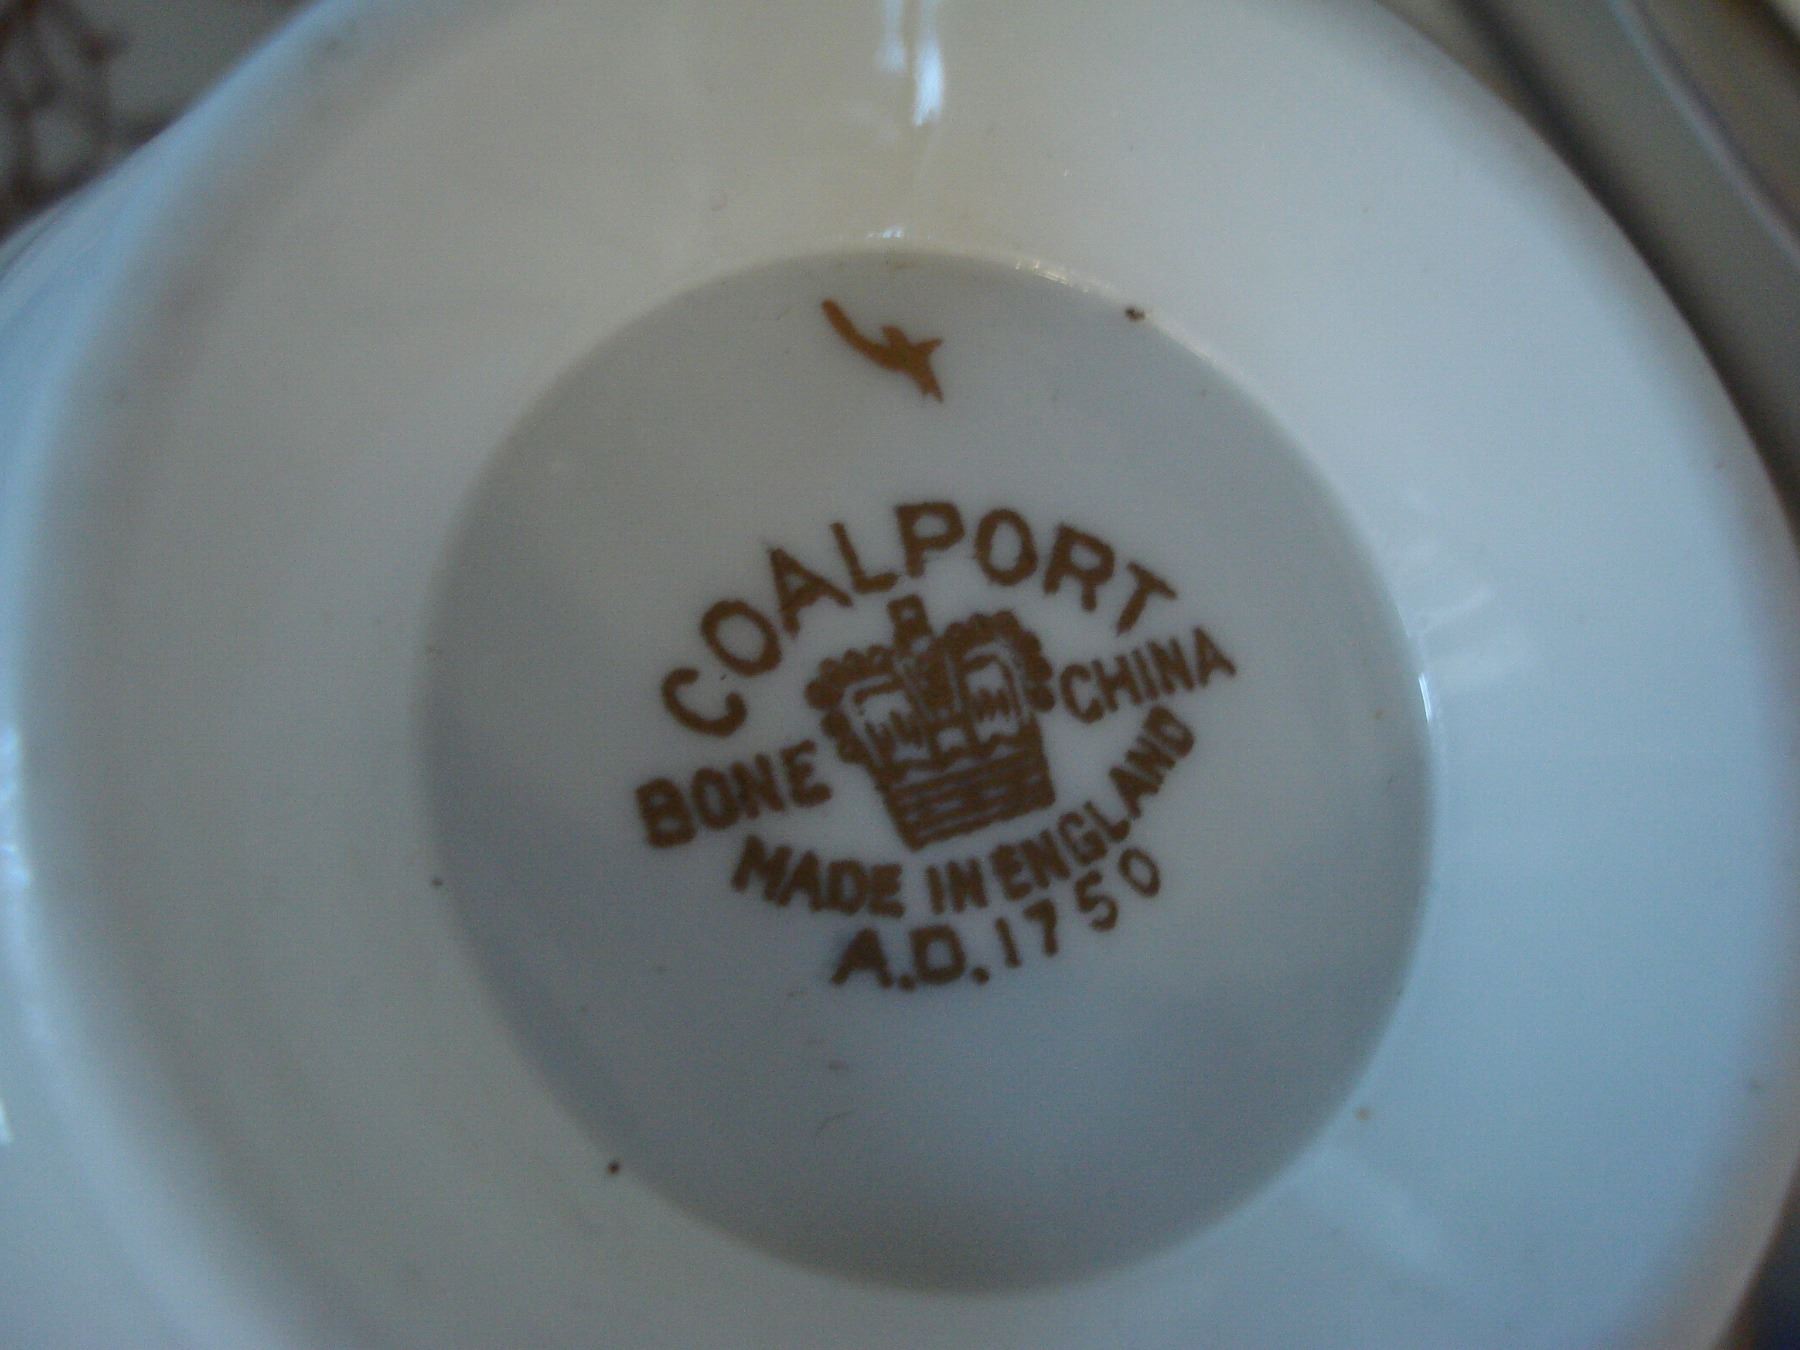 COALPORT
BONE CHINA
MADE IN ENGLAND
A.D. 1750